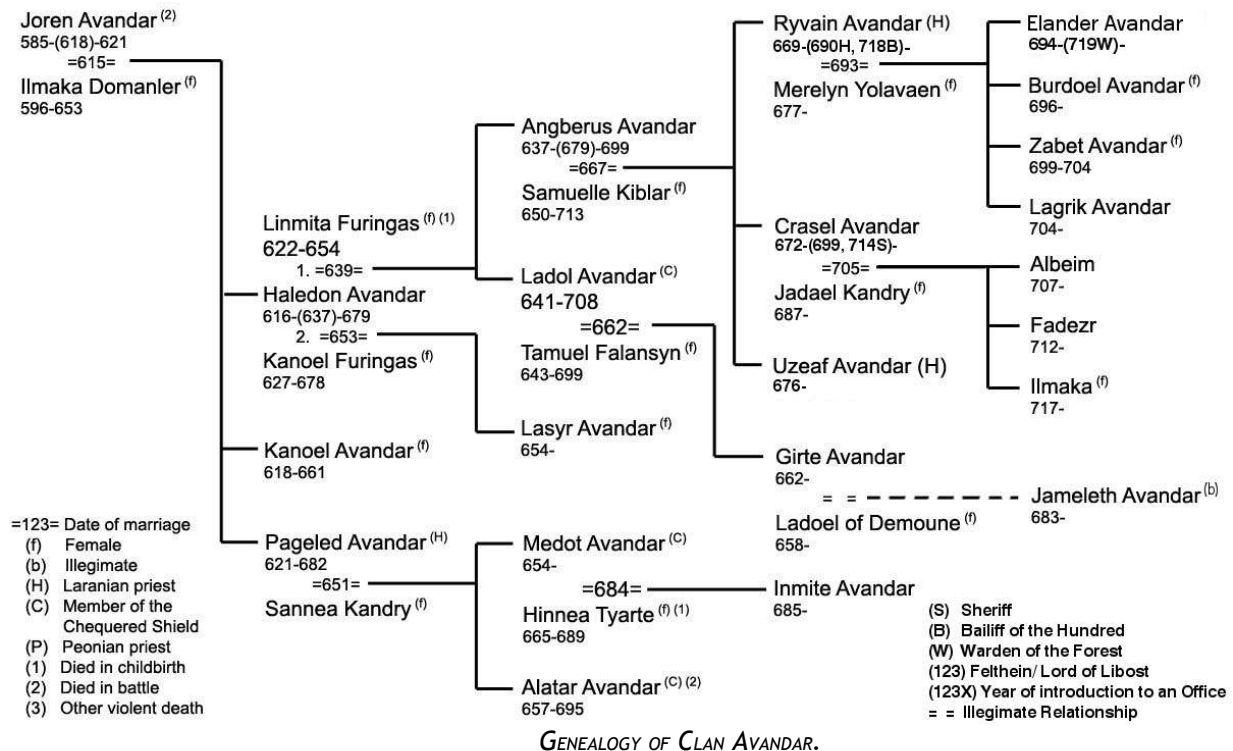 Joren Avandar (2)
585-(618)-621
=615=
Ilmaka Domanler (f)
596-653
Linmita Furingas (f) (1)
622-654
1. =639=
Haledon Avandar
616-(637)-679
2. =653=
Kanoel Furingas (f)
627-678
Kanoel Avandar (f)
618-661
Pageled Avandar (H)
621-682
=651=
Sannea Kandry (f)
Angberus Avandar
637-(679)-699
=667=
Samuelle Kiblar (f)
650-713
Ladol Avandar (C)
641-708
=662=
Tamuel Falansyn (f)
643-699
Lasyr Avandar (f)
654-
Medot Avandar (C)
654-
=684=
Hinnea Tyarte (f) (1)
665-689
Alatar Avandar (C) (2)
657-695
Ryvain Avandar (H)
669-(690H, 718B)-
=693=
Merelyn Yolavaen (f)
677-
Crasel Avandar
672-(699, 714S)-
=705=
Jadael Kandry (f)
687-
Uzeaf Avandar (H)
676-
Girte Avandar
662-
= =
Ladoel of Demoune (f)
658-
Inmite Avandar
685-
Elander Avandar
694-(719W)-
Burdoel Avandar (f)
696-
Zabet Avandar (f)
699-704
Lagrik Avandar
704-
Albeim
707-
Fadezr
712-
Ilmaka (f)
717-
Jameleth Avandar (b)
683-
=123= Date of marriage
(f) Female
(b) Illegimate
(H) Laranian priest
(C) Member of the
Chequered Shield
(P) Peonian priest
(1) Died in childbirth
(2) Died in battle
(3) Other violent death
(S) Sheriff
(B) Bailiff of the Hundred
(W) Warden of the Forest
(123) Felthein/ Lord of Libost
(123X) Year of introduction to an Office
= = Illegimate Relationship
GENEALOGY OF CLAN AVANDAR.